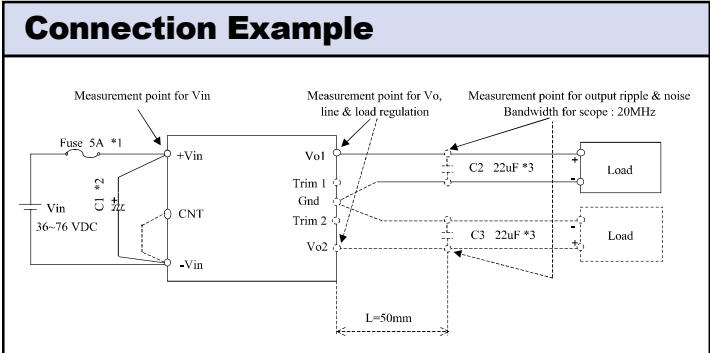 Connection Example
Measurement point for Vin
Measurement point for Vo,
line & load regulation
Measurement point for output ripple & noise
Bandwidth for scope : 20MHz
Fuse 5A *1
+Vin
Vo1
C2 22uF *3
+
-
Load
C1 *2
+
Trim 1
Gnd
Vin
36~76 VDC
CNT
Trim 2
C3 22uF *3
-
+
Load
Vo2
-Vin
L=50mm